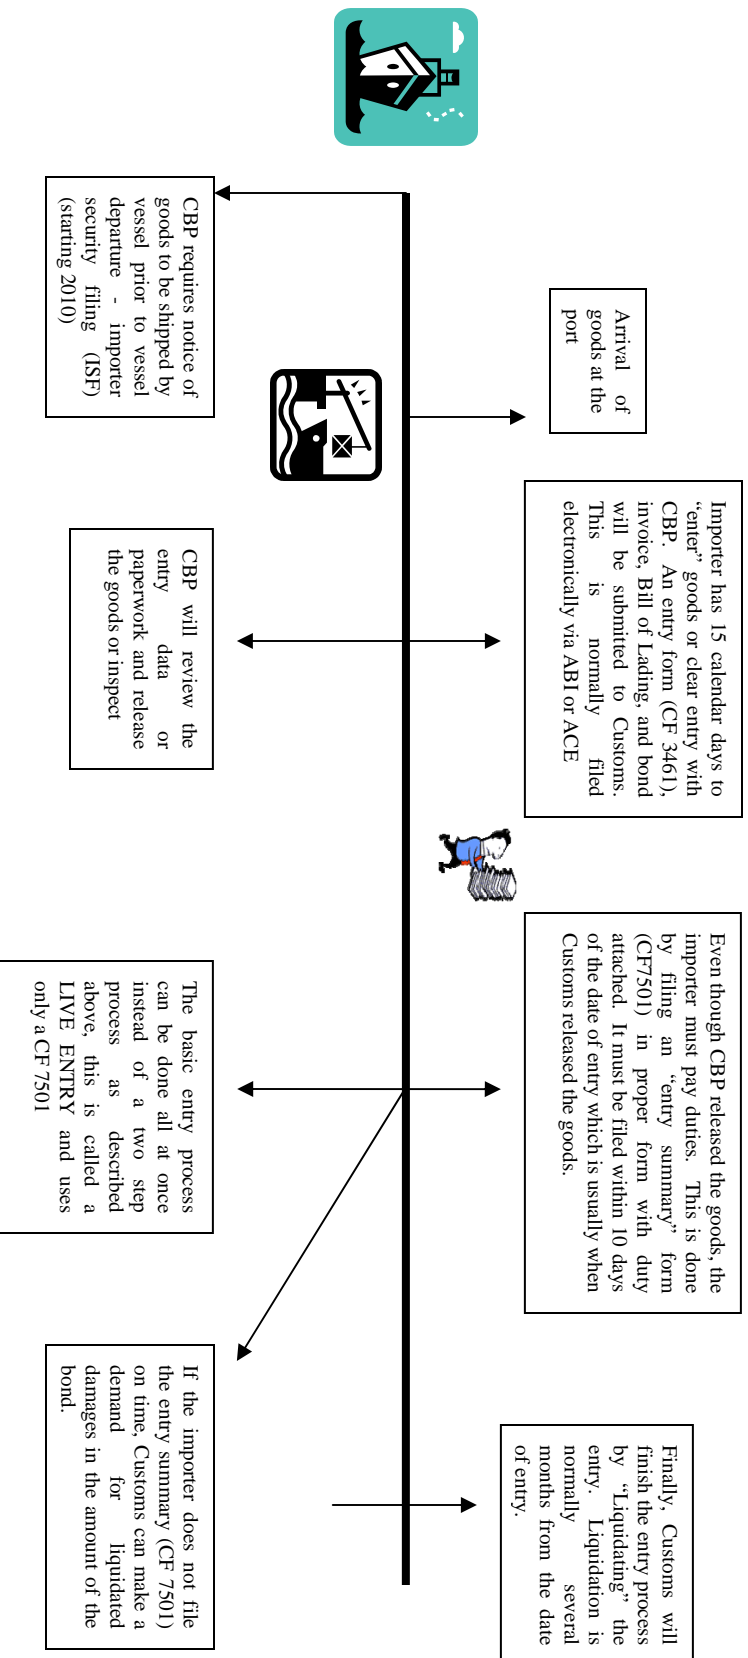 Arrival of
goods at the
port
Importer has 15 calendar days to
“enter” goods or clear entry with
CBP. An entry form (CF 3461),
invoice, Bill of Lading, and bond
will be submitted to Customs.
This is normally filed
electronically via ABI or ACE
Even though CBP released the goods, the
importer must pay duties. This is done
by filing an “entry summary” form
(CF7501) in proper form with duty
attached. It must be filed within 10 days
of the date of entry which is usually when
Customs released the goods.
Finally, Customs will
finish the entry process
by “Liquidating” the
entry. Liquidation is
normally several
months from the date
of entry.
CBP requires notice of
goods to be shipped by
vessel prior to vessel
departure - importer
security filing (ISF)
(starting 2010)
CBP will review the
entry data or
paperwork and release
the goods or inspect
The basic entry process
can be done all at once
instead of a two step
process as described
above, this is called a
LIVE ENTRY and uses
only a CF 7501
If the importer does not file
the entry summary (CF 7501)
on time, Customs can make a
demand for liquidated
damages in the amount of the
bond.